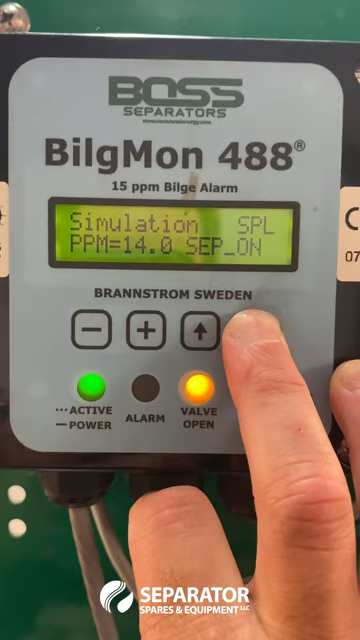 BOSS
SEPARATORS
BilgMon 488®
15 ppm Bilge Alarm
Simulation SPL
PPM=14.0 SEP_ON
BRANNSTROM SWEDEN
- + ↑
ACTIVE
POWER
ALARM
VALVE
OPEN
07
SEPARATOR
SPARES & EQUIPMENT LLC